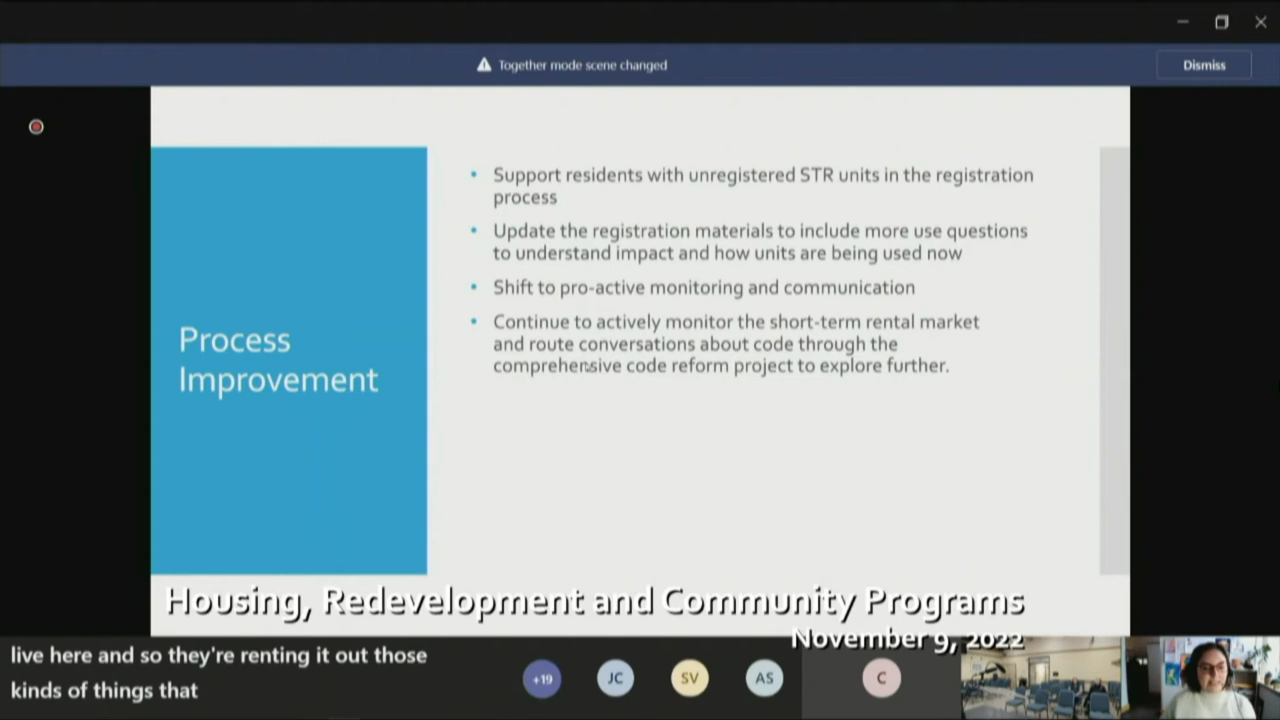 Together mode scene changed
Dismiss
Process
Improvement
• Support residents with unregistered STR units in the registration
process
• Update the registration materials to include more use questions
to understand impact and how units are being used now
• Shift to pro-active monitoring and communication
• Continue to actively monitor the short-term rental market
and route conversations about code through the
comprehensive code reform project to explore further.
Housing, Redevelopment and Community Programs
November 9, 2022
live here and so they're renting it out those
kinds of things that
+19
JC
SV
AS
C